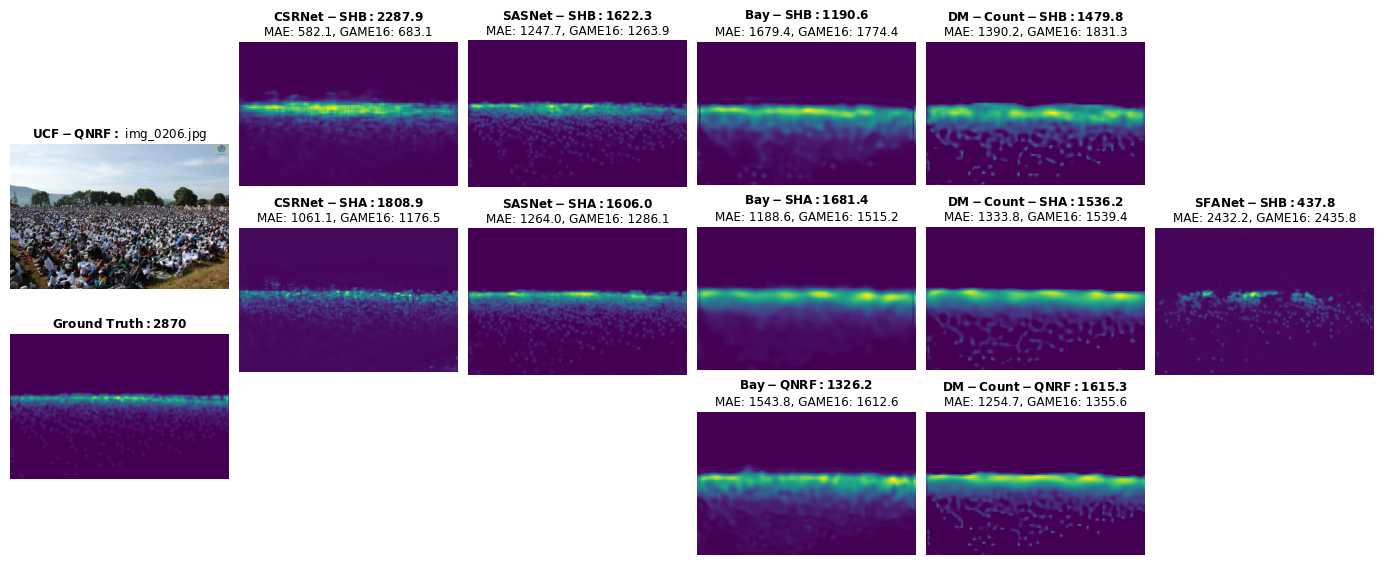 UCF − QNRF : img_0206.jpg
Ground Truth : 2870
CSRNet − SHB : 2287.9
MAE: 582.1, GAME16: 683.1
CSRNet − SHA : 1808.9
MAE: 1061.1, GAME16: 1176.5
SASNet − SHB : 1622.3
MAE: 1247.7, GAME16: 1263.9
SASNet − SHA : 1606.0
MAE: 1264.0, GAME16: 1286.1
Bay − SHB : 1190.6
MAE: 1679.4, GAME16: 1774.4
Bay − SHA : 1681.4
MAE: 1188.6, GAME16: 1515.2
Bay − QNRF : 1326.2
MAE: 1543.8, GAME16: 1612.6
DM − Count − SHB : 1479.8
MAE: 1390.2, GAME16: 1831.3
DM − Count − SHA : 1536.2
MAE: 1333.8, GAME16: 1539.4
DM − Count − QNRF : 1615.3
MAE: 1254.7, GAME16: 1355.6
SFANet − SHB : 437.8
MAE: 2432.2, GAME16: 2435.8